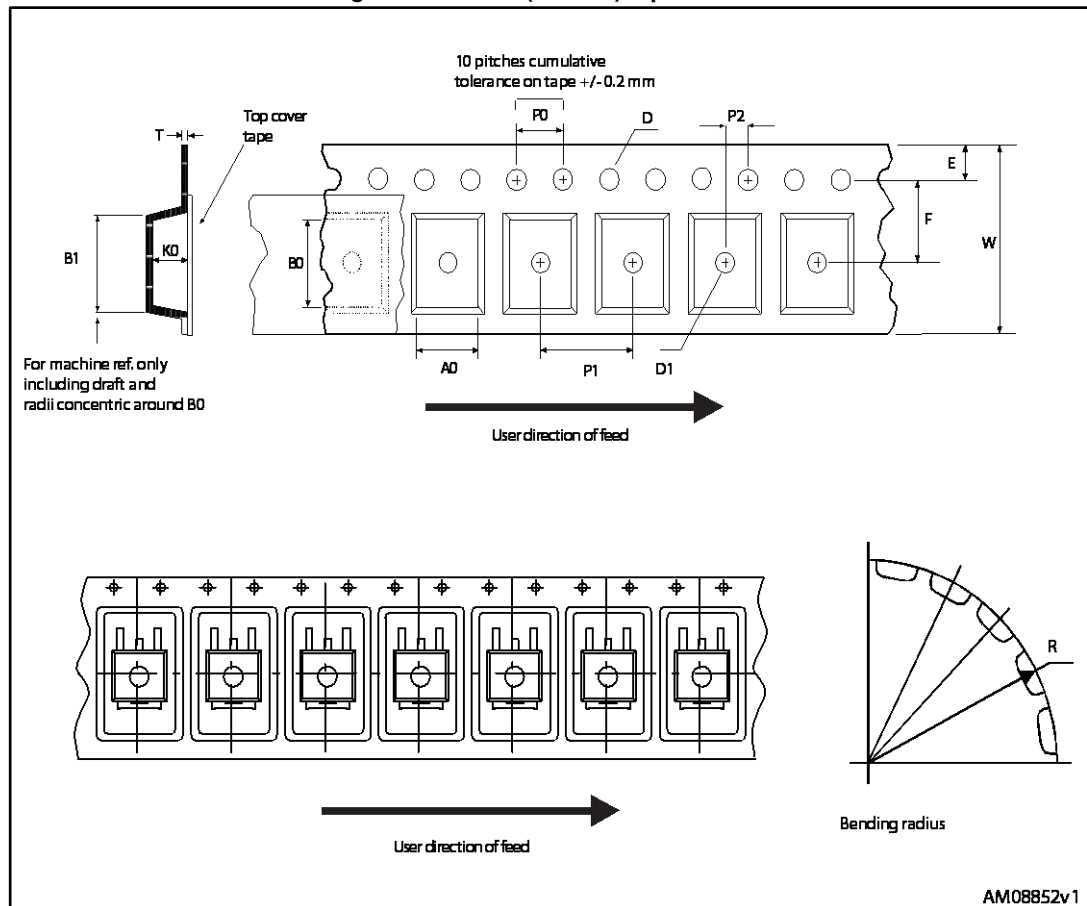 10 pitches cumulative
tolerance on tape +/- 0.2 mm
Top cover
tape
T
P0
D
P2
E
F
W
B1
K0
B0
For machine ref. only
including draft and
radii concentric around B0
A0
P1
D1
User direction of feed
R
User direction of feed
Bending radius
AM08852v1